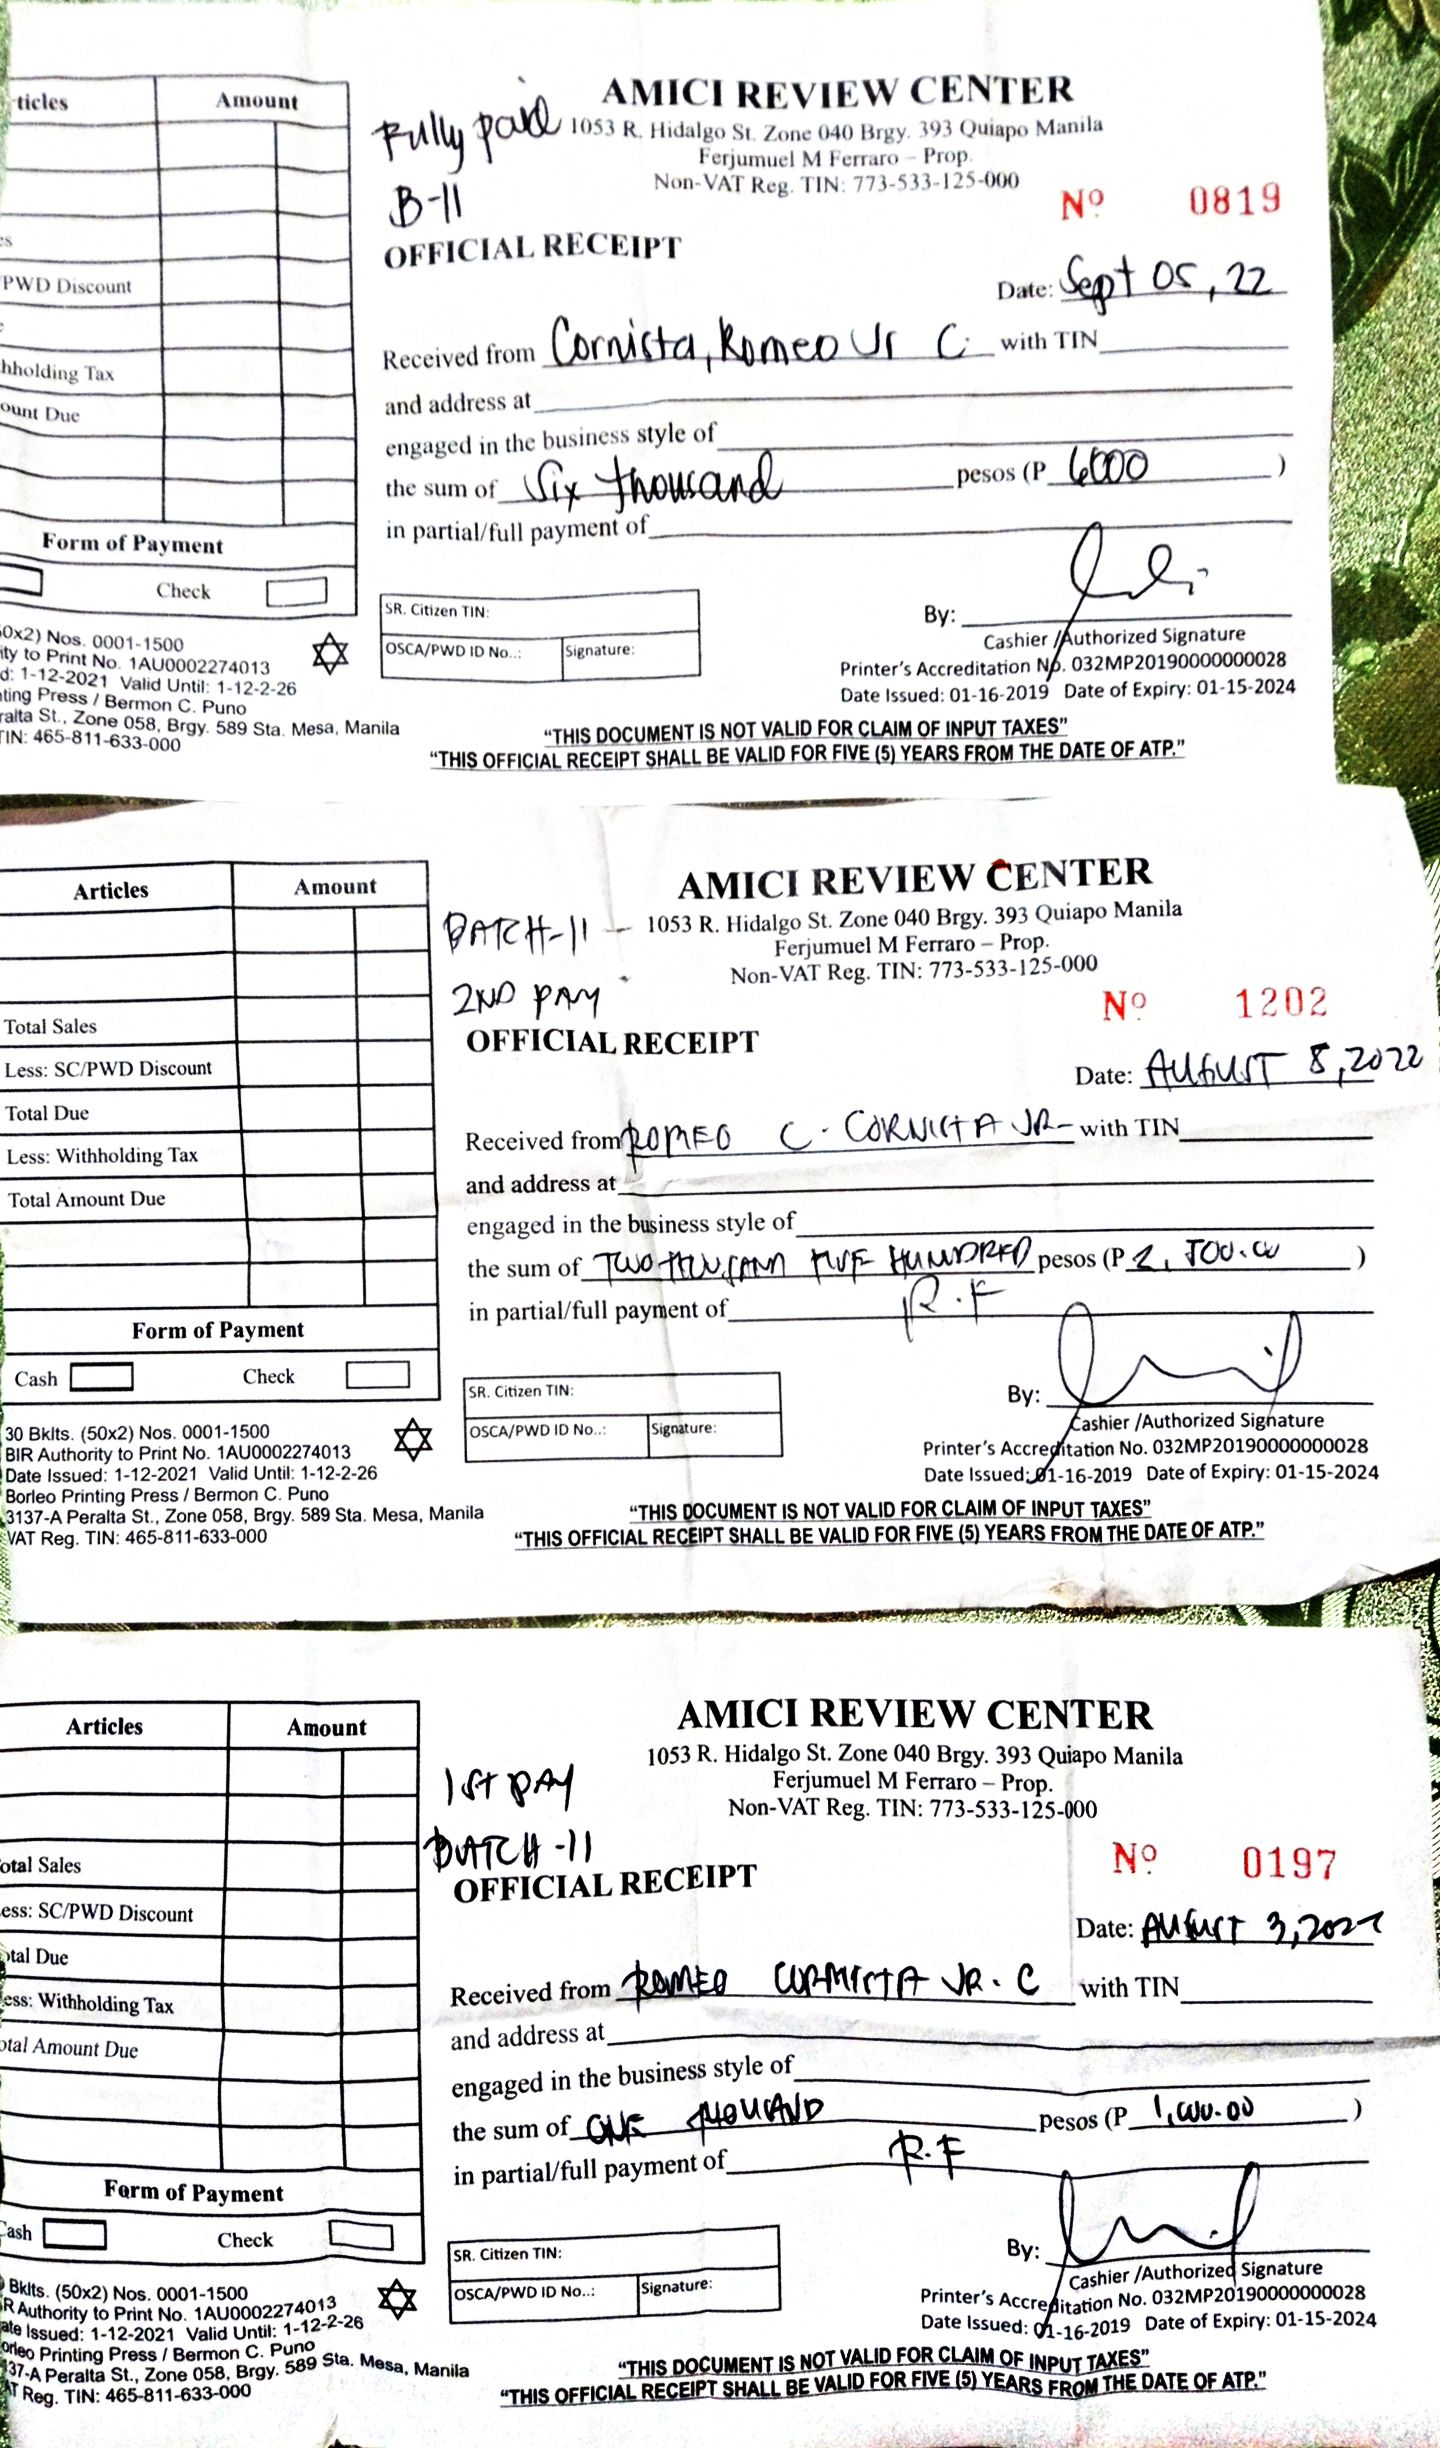 ticles Amount
Fully paid
B-11
AMICI REVIEW CENTER
1053 R. Hidalgo St. Zone 040 Brgy. 393 Quiapo Manila
Ferjumuel M Ferraro – Prop.
Non-VAT Reg. TIN: 773-533-125-000
Nº 0819
OFFICIAL RECEIPT
Date: Sept 05, 22
es
/PWD Discount
Received from Cornista, Romeo Jr C. with TIN
hholding Tax
and address at
ount Due
engaged in the business style of
the sum of Six thousand pesos (P 6000 )
in partial/full payment of
Form of Payment
Check
SR. Citizen TIN:
OSCA/PWD ID No..: Signature:
By:
Cashier /Authorized Signature
Printer's Accreditation No. 032MP20190000000028
Date Issued: 01-16-2019 Date of Expiry: 01-15-2024
50x2) Nos. 0001-1500
ity to Print No. 1AU0002274013
d: 1-12-2021 Valid Until: 1-12-2-26
nting Press / Bermon C. Puno
ralta St., Zone 058, Brgy. 589 Sta. Mesa, Manila
TIN: 465-811-633-000
"THIS DOCUMENT IS NOT VALID FOR CLAIM OF INPUT TAXES"
"THIS OFFICIAL RECEIPT SHALL BE VALID FOR FIVE (5) YEARS FROM THE DATE OF ATP."
Articles Amount
BATCH-11
2ND PAY
AMICI REVIEW CENTER
1053 R. Hidalgo St. Zone 040 Brgy. 393 Quiapo Manila
Ferjumuel M Ferraro – Prop.
Non-VAT Reg. TIN: 773-533-125-000
Nº 1202
OFFICIAL RECEIPT
Date: AUGUST 8, 2022
Total Sales
Less: SC/PWD Discount
Total Due
Less: Withholding Tax
Total Amount Due
Received from ROMEO C. CORNISTA JR- with TIN
and address at
engaged in the business style of
the sum of TWO THOUSAND FIVE HUNDRED pesos (P 2,500.00 )
in partial/full payment of R.F
Form of Payment
Cash Check
SR. Citizen TIN:
OSCA/PWD ID No..: Signature:
By:
Cashier /Authorized Signature
Printer's Accreditation No. 032MP20190000000028
Date Issued: 01-16-2019 Date of Expiry: 01-15-2024
30 Bklts. (50x2) Nos. 0001-1500
BIR Authority to Print No. 1AU0002274013
Date Issued: 1-12-2021 Valid Until: 1-12-2-26
Borleo Printing Press / Bermon C. Puno
3137-A Peralta St., Zone 058, Brgy. 589 Sta. Mesa, Manila
VAT Reg. TIN: 465-811-633-000
"THIS DOCUMENT IS NOT VALID FOR CLAIM OF INPUT TAXES"
"THIS OFFICIAL RECEIPT SHALL BE VALID FOR FIVE (5) YEARS FROM THE DATE OF ATP."
Articles Amount
1ST PAY
BATCH-11
AMICI REVIEW CENTER
1053 R. Hidalgo St. Zone 040 Brgy. 393 Quiapo Manila
Ferjumuel M Ferraro – Prop.
Non-VAT Reg. TIN: 773-533-125-000
Nº 0197
OFFICIAL RECEIPT
Date: AUGUST 3, 2022
otal Sales
ess: SC/PWD Discount
otal Due
ess: Withholding Tax
otal Amount Due
Received from ROMEO CORNISTA JR. C with TIN
and address at
engaged in the business style of
the sum of ONE THOUSAND pesos (P 1,000.00 )
in partial/full payment of R.F
Form of Payment
Cash Check
SR. Citizen TIN:
OSCA/PWD ID No..: Signature:
By:
Cashier /Authorized Signature
Printer's Accreditation No. 032MP20190000000028
Date Issued: 01-16-2019 Date of Expiry: 01-15-2024
Bklts. (50x2) Nos. 0001-1500
R Authority to Print No. 1AU0002274013
ate Issued: 1-12-2021 Valid Until: 1-12-2-26
orleo Printing Press / Bermon C. Puno
37-A Peralta St., Zone 058, Brgy. 589 Sta. Mesa, Manila
AT Reg. TIN: 465-811-633-000
"THIS DOCUMENT IS NOT VALID FOR CLAIM OF INPUT TAXES"
"THIS OFFICIAL RECEIPT SHALL BE VALID FOR FIVE (5) YEARS FROM THE DATE OF ATP."